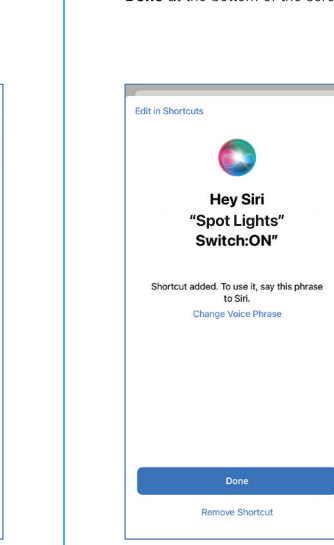 Done at the bottom of the scre
Edit in Shortcuts
Hey Siri
“Spot Lights”
Switch:ON”
Shortcut added. To use it, say this phrase
to Siri.
Change Voice Phrase
Done
Remove Shortcut